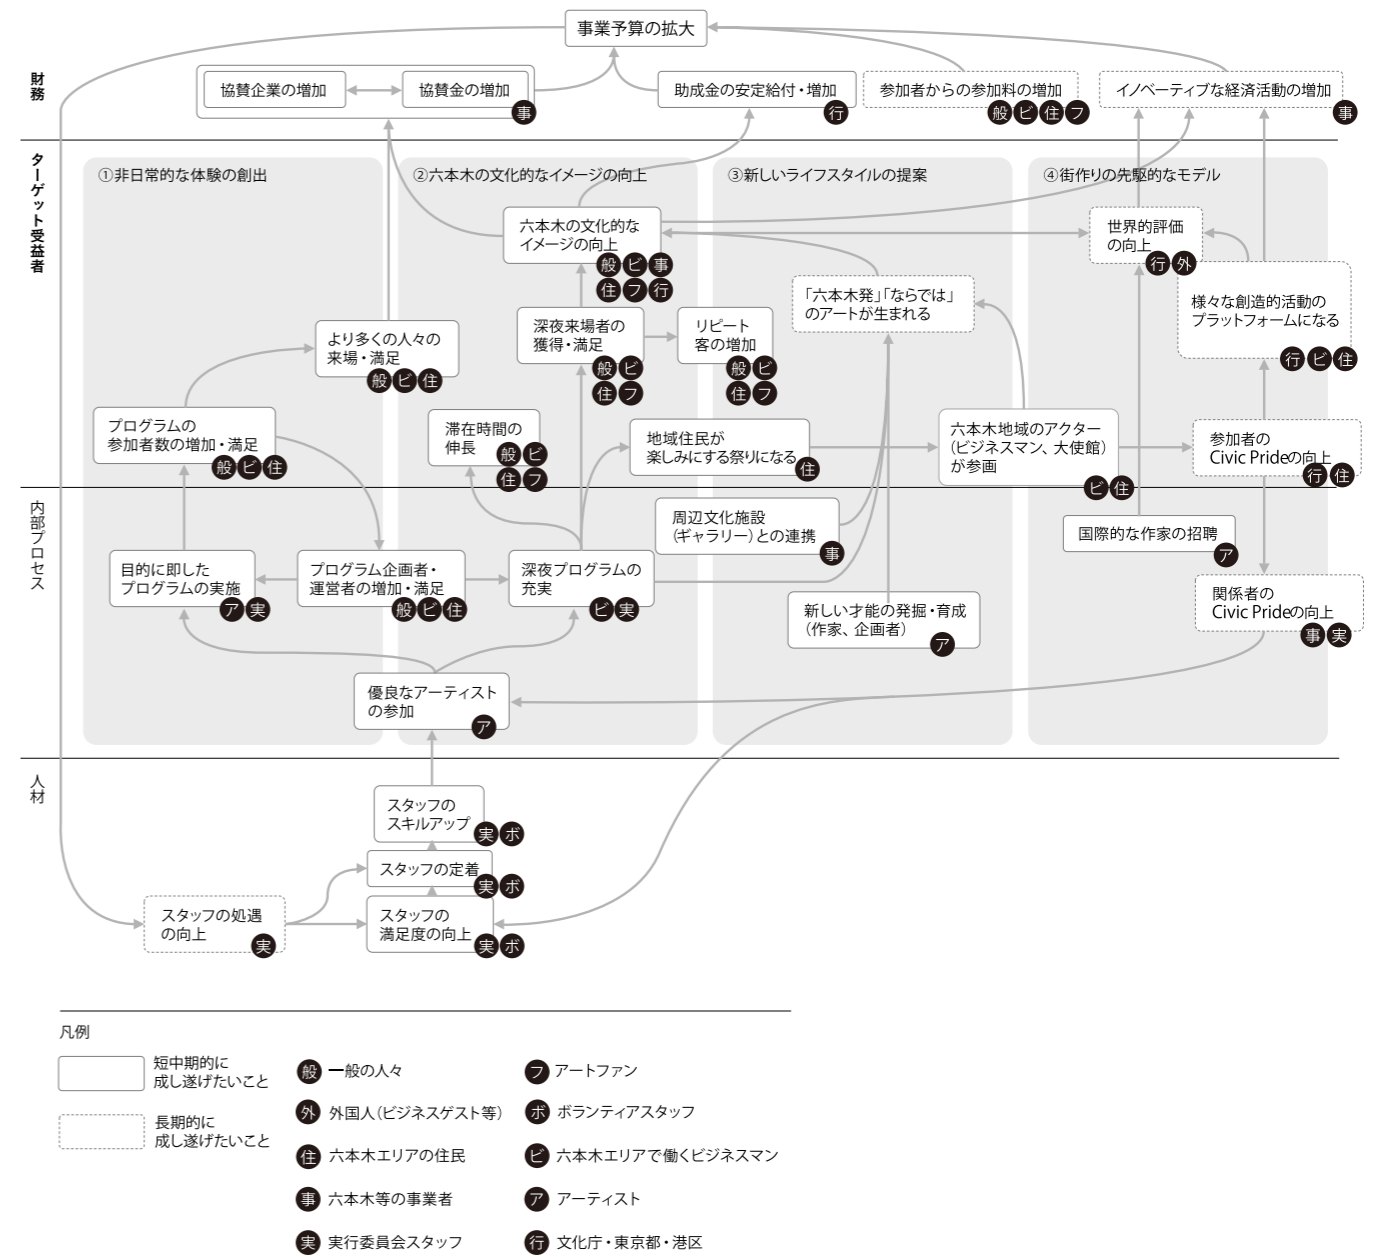 事業予算の拡大
財務
協賛企業の増加
協賛金の増加
事
助成金の安定給付・増加
行
参加者からの参加料の増加
般 ビ 住 フ
イノベーティブな経済活動の増加
事
ターゲット受益者
①非日常的な体験の創出
②六本木の文化的なイメージの向上
③新しいライフスタイルの提案
④街作りの先駆的なモデル
六本木の文化的な
イメージの向上
般 ビ 事
住 フ 行
世界的評価
の向上
行 外
「六本木発」「ならでは」
のアートが生まれる
様々な創造的活動の
プラットフォームになる
行 ビ 住
より多くの人々の
来場・満足
般 ビ 住
深夜来場者の
獲得・満足
般 ビ
住 フ
リピート
客の増加
般 ビ
住 フ
プログラムの
参加者数の増加・満足
般 ビ 住
滞在時間の
伸長
般 ビ
住 フ
地域住民が
楽しみにする祭りになる
住
六本木地域のアクター
(ビジネスマン、大使館)
が参画
ビ 住
参加者の
Civic Prideの向上
行 住
内部プロセス
周辺文化施設
(ギャラリー)との連携
事
国際的な作家の招聘
ア
目的に即した
プログラムの実施
ア 実
プログラム企画者・
運営者の増加・満足
般 ビ 住
深夜プログラムの
充実
ビ 実
新しい才能の発掘・育成
(作家、企画者)
ア
関係者の
Civic Prideの向上
事 実
優良なアーティスト
の参加
ア
人材
スタッフの
スキルアップ
実 ボ
スタッフの定着
実 ボ
スタッフの処遇
の向上
実
スタッフの
満足度の向上
実 ボ
凡例
短中期的に
成し遂げたいこと
長期的に
成し遂げたいこと
般 一般の人々
外 外国人(ビジネスゲスト等)
住 六本木エリアの住民
事 六本木等の事業者
実 実行委員会スタッフ
フ アートファン
ボ ボランティアスタッフ
ビ 六本木エリアで働くビジネスマン
ア アーティスト
行 文化庁・東京都・港区